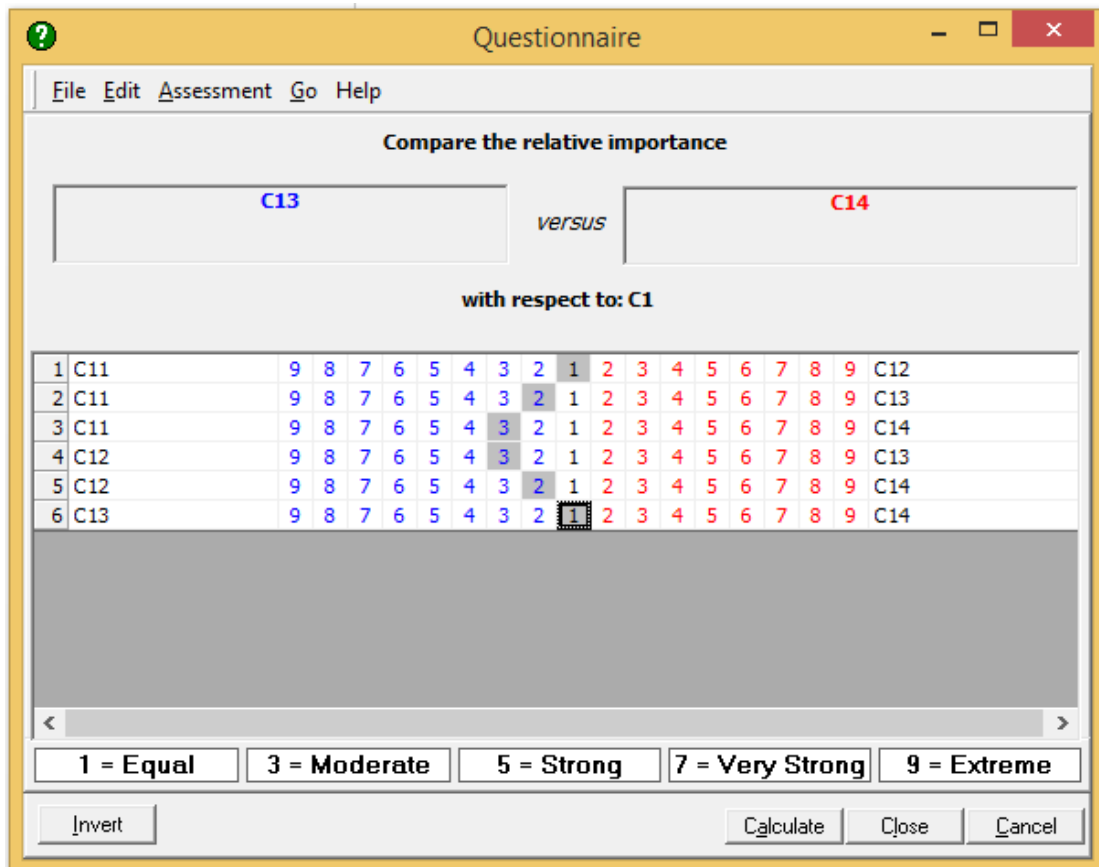 ? Questionnaire
File Edit Assessment Go Help
Compare the relative importance
C13 versus C14
with respect to: C1
1 C11 9 8 7 6 5 4 3 2 1 2 3 4 5 6 7 8 9 C12
2 C11 9 8 7 6 5 4 3 2 1 2 3 4 5 6 7 8 9 C13
3 C11 9 8 7 6 5 4 3 2 1 2 3 4 5 6 7 8 9 C14
4 C12 9 8 7 6 5 4 3 2 1 2 3 4 5 6 7 8 9 C13
5 C12 9 8 7 6 5 4 3 2 1 2 3 4 5 6 7 8 9 C14
6 C13 9 8 7 6 5 4 3 2 1 2 3 4 5 6 7 8 9 C14
1 = Equal 3 = Moderate 5 = Strong 7 = Very Strong 9 = Extreme
Invert Calculate Close Cancel